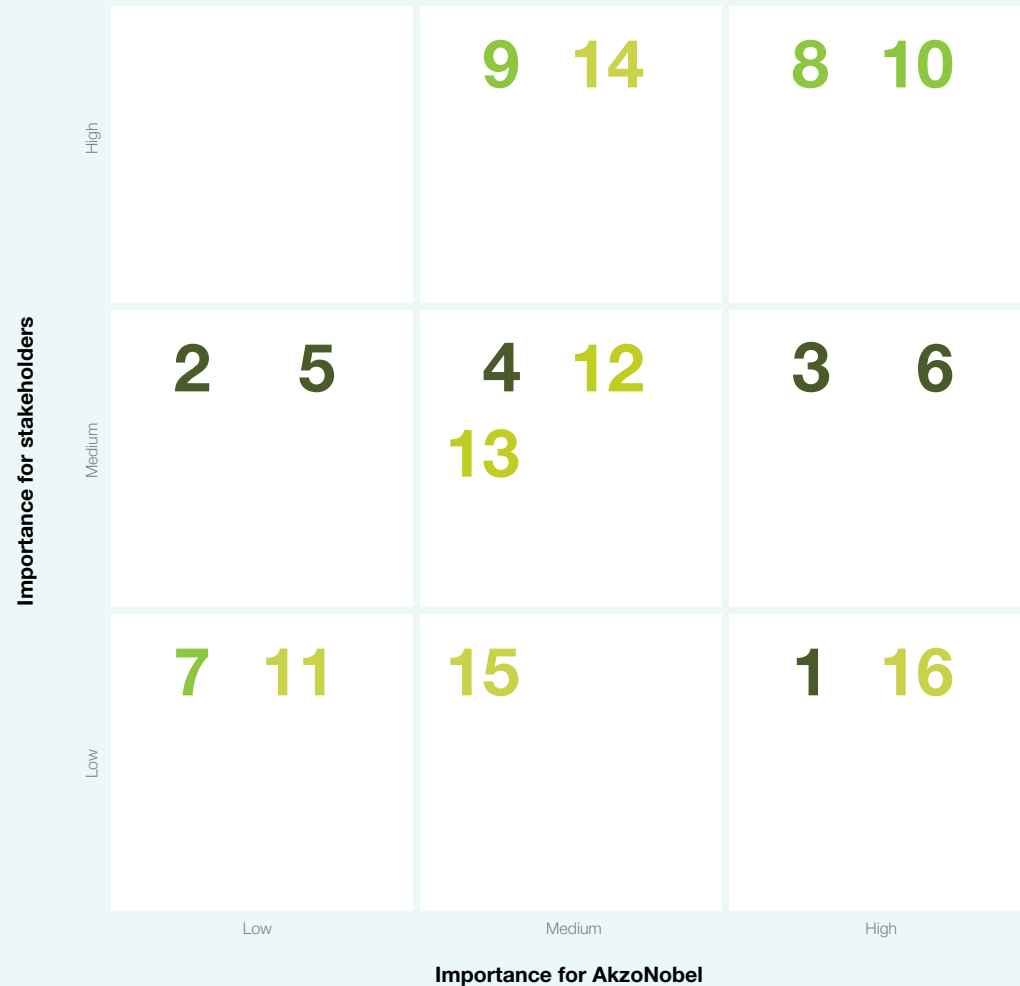 Importance for stakeholders
High
9 14
8 10
Medium
2 5
4 12
13
3 6
Low
7 11
15
1 16
Low
Medium
High
Importance for AkzoNobel